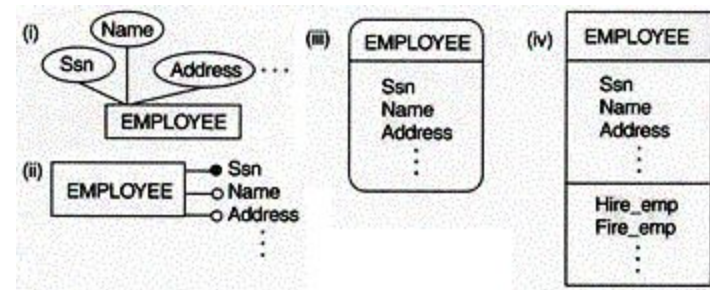 (i)
Name
Ssn
Address ...
EMPLOYEE
(ii)
EMPLOYEE
Ssn
Name
Address
(iii)
EMPLOYEE
Ssn
Name
Address
(iv)
EMPLOYEE
Ssn
Name
Address
Hire_emp
Fire_emp